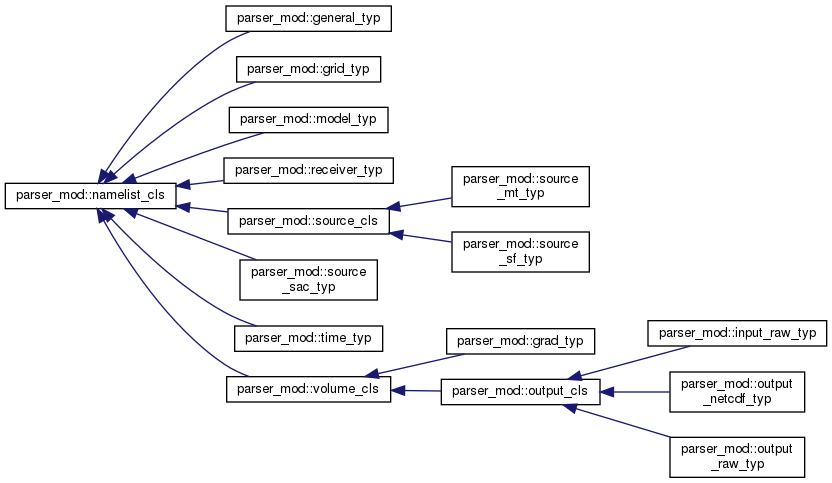 parser_mod::general_typ
parser_mod::grid_typ
parser_mod::model_typ
parser_mod::receiver_typ
parser_mod::namelist_cls
parser_mod::source_cls
parser_mod::source
_mt_typ
parser_mod::source
_sf_typ
parser_mod::source
_sac_typ
parser_mod::time_typ
parser_mod::volume_cls
parser_mod::grad_typ
parser_mod::output_cls
parser_mod::input_raw_typ
parser_mod::output
_netcdf_typ
parser_mod::output
_raw_typ